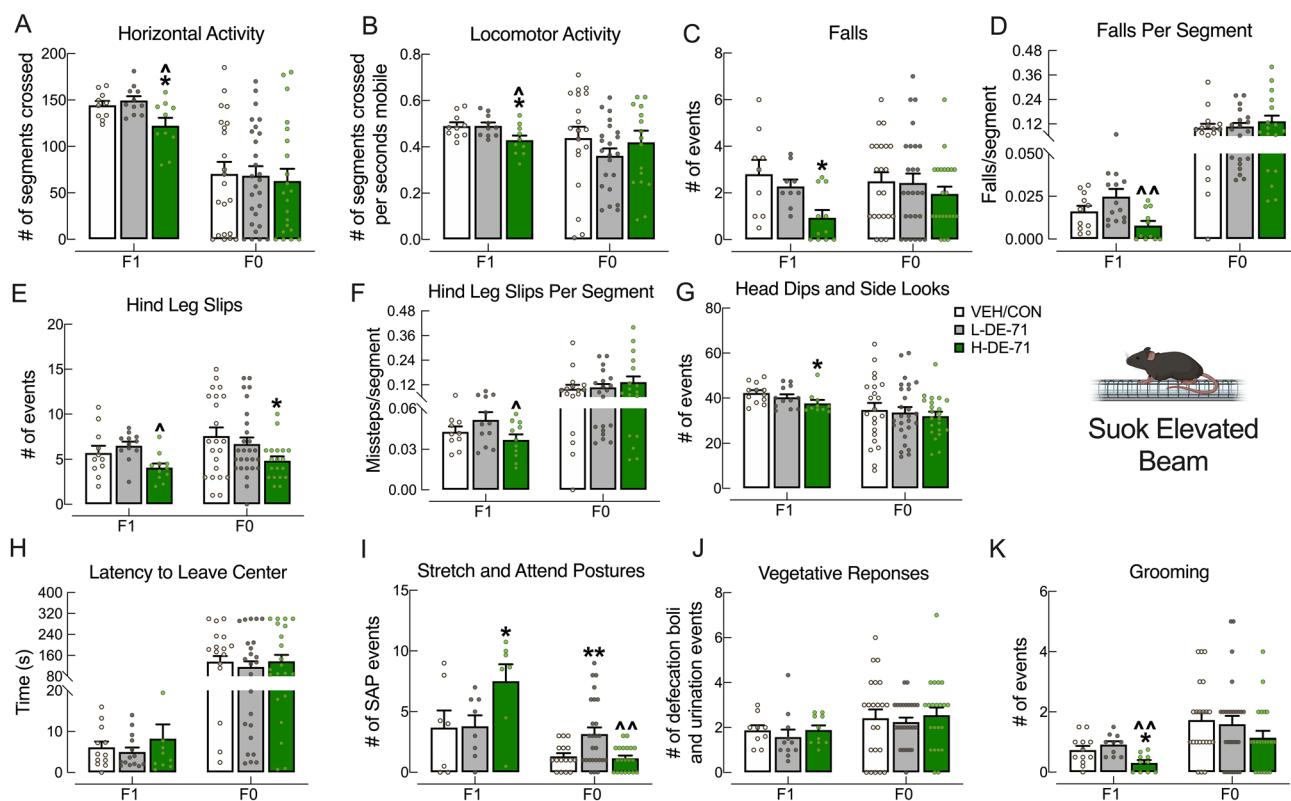 A
Horizontal Activity
# of segments crossed
200
150
100
50
0
^
*
F1
F0
B
Locomotor Activity
# of segments crossed
per seconds mobile
0.8
0.6
0.4
0.2
0.0
^
*
F1
F0
C
Falls
# of events
8
6
4
2
0
*
F1
F0
D
Falls Per Segment
Falls/segment
0.48
0.36
0.24
0.12
0.050
0.025
0.000
^^
F1
F0
E
Hind Leg Slips
# of events
20
15
10
5
0
^
*
F1
F0
F
Hind Leg Slips Per Segment
Missteps/segment
0.48
0.36
0.24
0.12
0.06
0.03
0.00
^
F1
F0
G
Head Dips and Side Looks
# of events
80
60
40
20
0
*
F1
F0
VEH/CON
L-DE-71
H-DE-71
Suok Elevated
Beam
H
Latency to Leave Center
Time (s)
400
320
240
160
80
20
10
0
F1
F0
I
Stretch and Attend Postures
# of SAP events
15
10
5
0
*
**
^^
F1
F0
J
Vegetative Reponses
# of defecation boli
and urination events
8
6
4
2
0
F1
F0
K
Grooming
# of events
6
4
2
0
^^
*
F1
F0